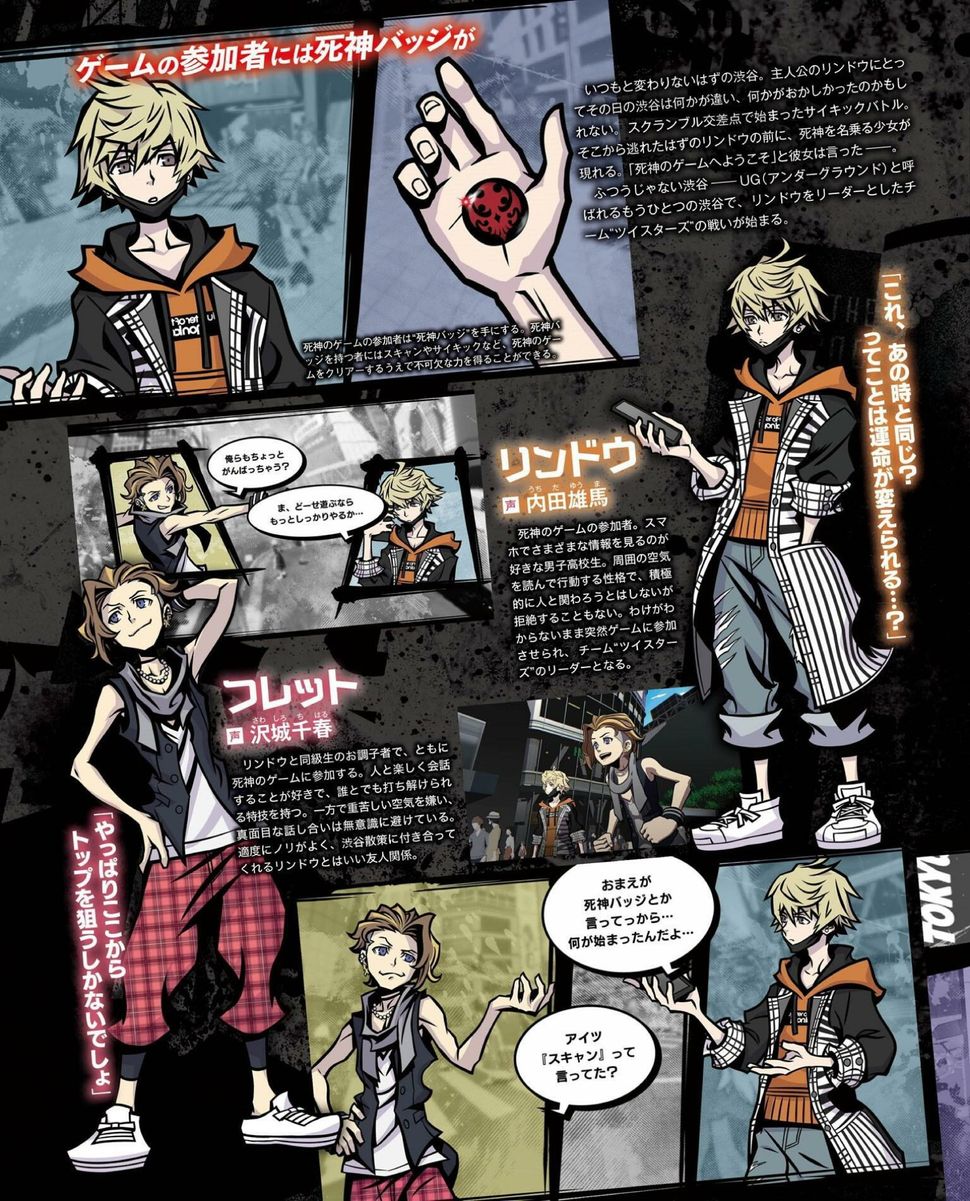 ゲームの参加者には死神バッジが
いつもと変わりないはずの渋谷。主人公のリンドウにとっ
てその日の渋谷は何かが違い、何かがおかしかったのかもし
れない。スクランブル交差点で始まったサイキックバトル。
そこから逃れたはずのリンドウの前に、死神を名乗る少女が
現れる。「死神のゲームへようこそ」と彼女は言った――。
ふつうじゃない渋谷――UG(アンダーグラウンド)と呼
ばれるもうひとつの渋谷で、リンドウをリーダーとしたチ
ーム“ツイスターズ”の戦いが始まる。
死神のゲームの参加者は“死神バッジ”を手にする。死神バ
ッジを持つ者にはスキャンやサイキックなど、死神のゲー
ムをクリアーするうえで不可欠な力を得ることができる。
「これ、あの時と同じ?
ってことは運命が変えられる…?」
俺らもちょっと
がんばっちゃう?
ま、どーせ遊ぶなら
もっとしっかりやるか…
リンドウ
うちだ ゆうま
声 内田雄馬
死神のゲームの参加者。スマ
ホでさまざまな情報を見るのが
好きな男子高校生。周囲の空気
を読んで行動する性格で、積極
的に人と関わろうとはしないが
拒絶することもない。わけがわ
からないまま突然ゲームに参加
させられ、チーム“ツイスター
ズ”のリーダーとなる。
フレット
さわしろ ちはる
声 沢城千春
リンドウと同級生のお調子者で、ともに
死神のゲームに参加する。人と楽しく会話
することが好きで、誰とでも打ち解けられ
る特技を持つ。一方で重苦しい空気を嫌い、
真面目な話し合いは無意識に避けている。
適度にノリがよく、渋谷散策に付き合って
くれるリンドウとはいい友人関係。
「やっぱりここから
トップを狙うしかないでしょ」
おまえが
死神バッジとか
言ってっから…
何が始まったんだよ…
アイツ
『スキャン』って
言ってた?